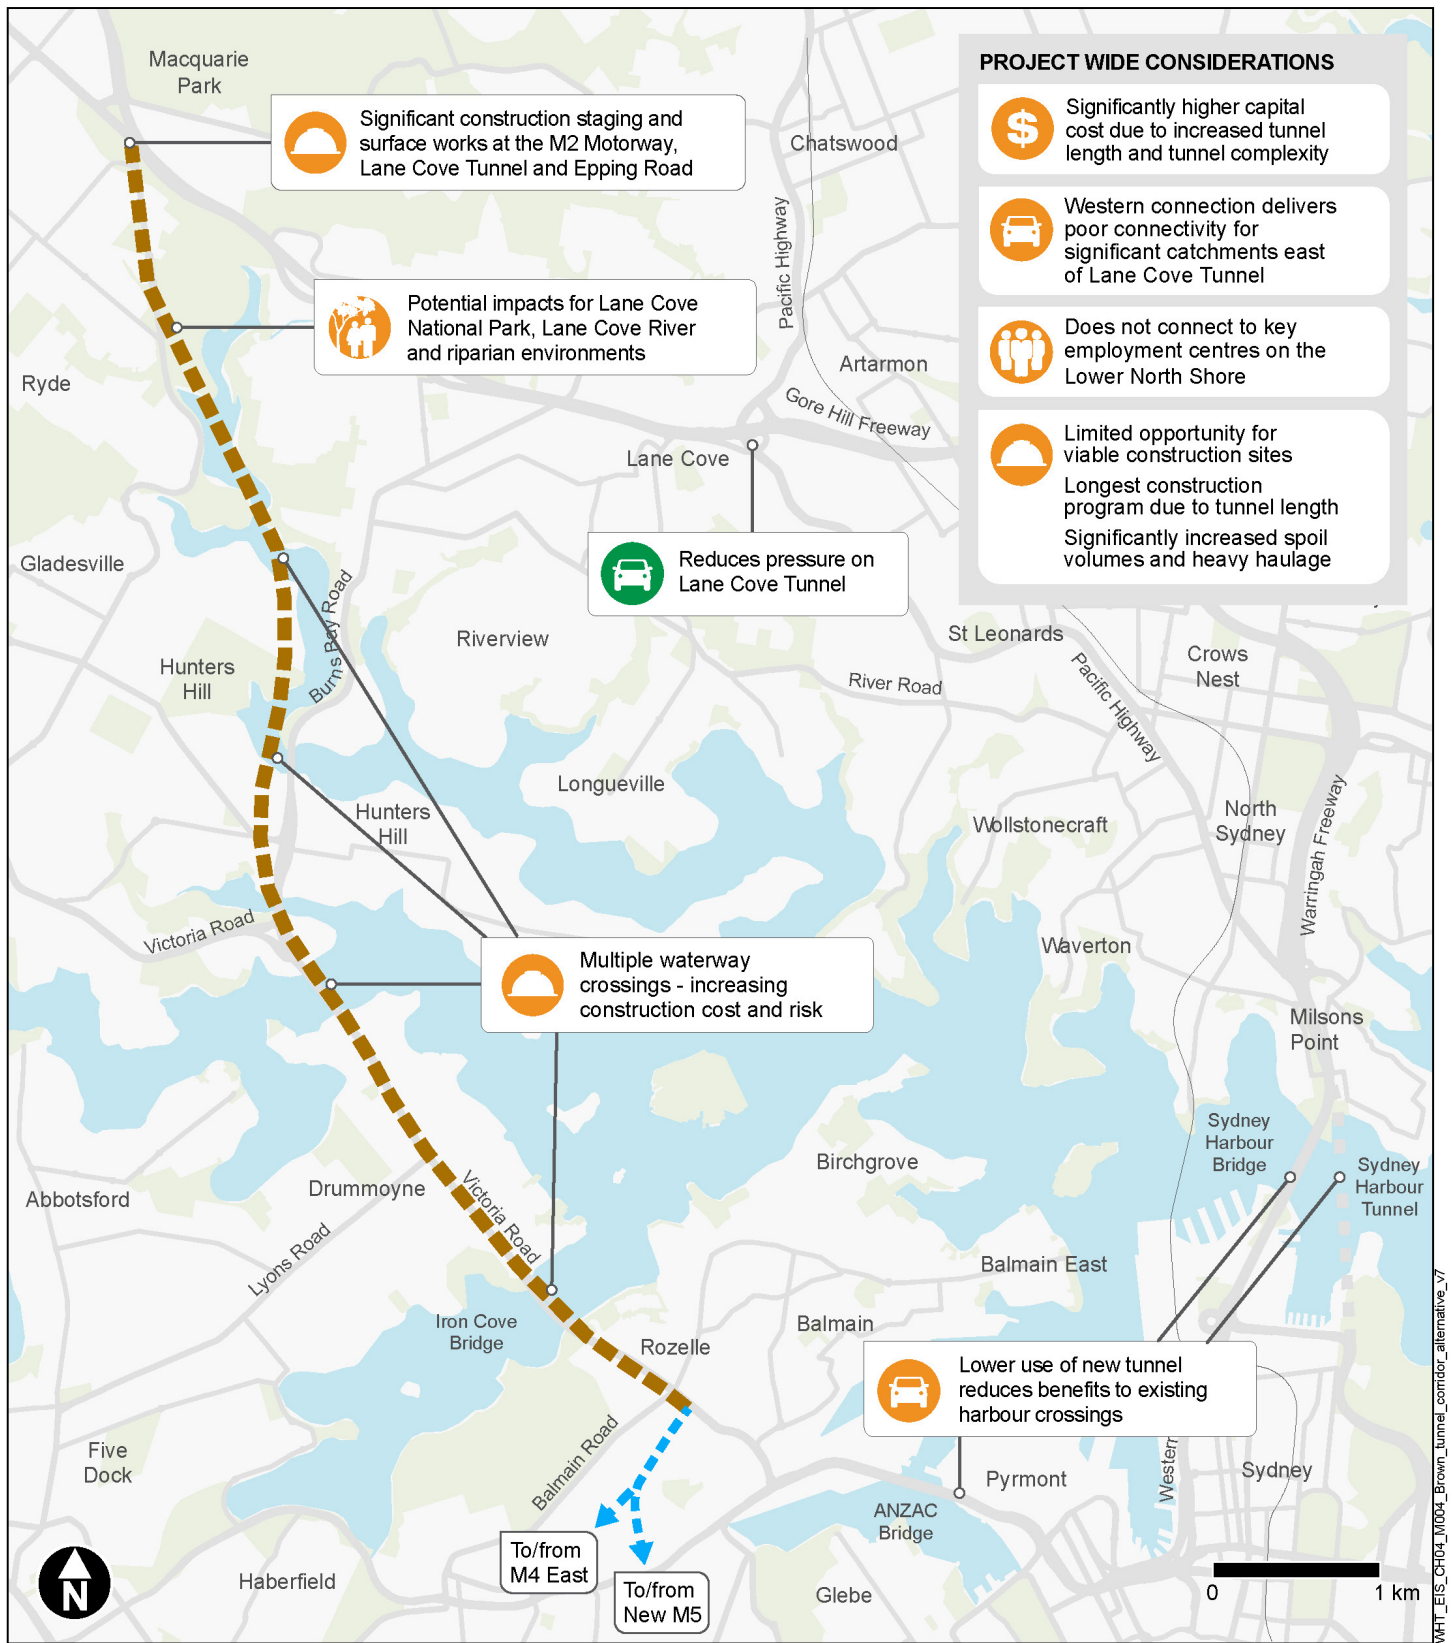 Macquarie
Park
Significant construction staging and
surface works at the M2 Motorway,
Lane Cove Tunnel and Epping Road
Chatswood
PROJECT WIDE CONSIDERATIONS
$
Significantly higher capital
cost due to increased tunnel
length and tunnel complexity
Western connection delivers
poor connectivity for
significant catchments east
of Lane Cove Tunnel
Does not connect to key
employment centres on the
Lower North Shore
Limited opportunity for
viable construction sites
Longest construction
program due to tunnel length
Significantly increased spoil
volumes and heavy haulage
Pacific Highway
Potential impacts for Lane Cove
National Park, Lane Cove River
and riparian environments
Artarmon
Ryde
Gore Hill Freeway
Lane Cove
Reduces pressure on
Lane Cove Tunnel
Gladesville
Burns Bay Road
Riverview
St Leonards
Hunters
Hill
Crows
Nest
River Road
Pacific Highway
Longueville
Hunters
Hill
Wollstonecraft
North
Sydney
Warringah Freeway
Victoria Road
Waverton
Multiple waterway
crossings - increasing
construction cost and risk
Milsons
Point
Sydney
Harbour
Bridge
Sydney
Harbour
Tunnel
Birchgrove
Abbotsford
Drummoyne
Victoria Road
Lyons Road
Balmain East
Iron Cove
Bridge
Balmain
Rozelle
Lower use of new tunnel
reduces benefits to existing
harbour crossings
Five
Dock
Balmain Road
Pyrmont
Western
Sydney
ANZAC
Bridge
To/from
M4 East
To/from
New M5
Haberfield
Glebe
N
0 1 km
WHT_EIS_CH04_M004_Brown_tunnel_corridor_alternative_v7